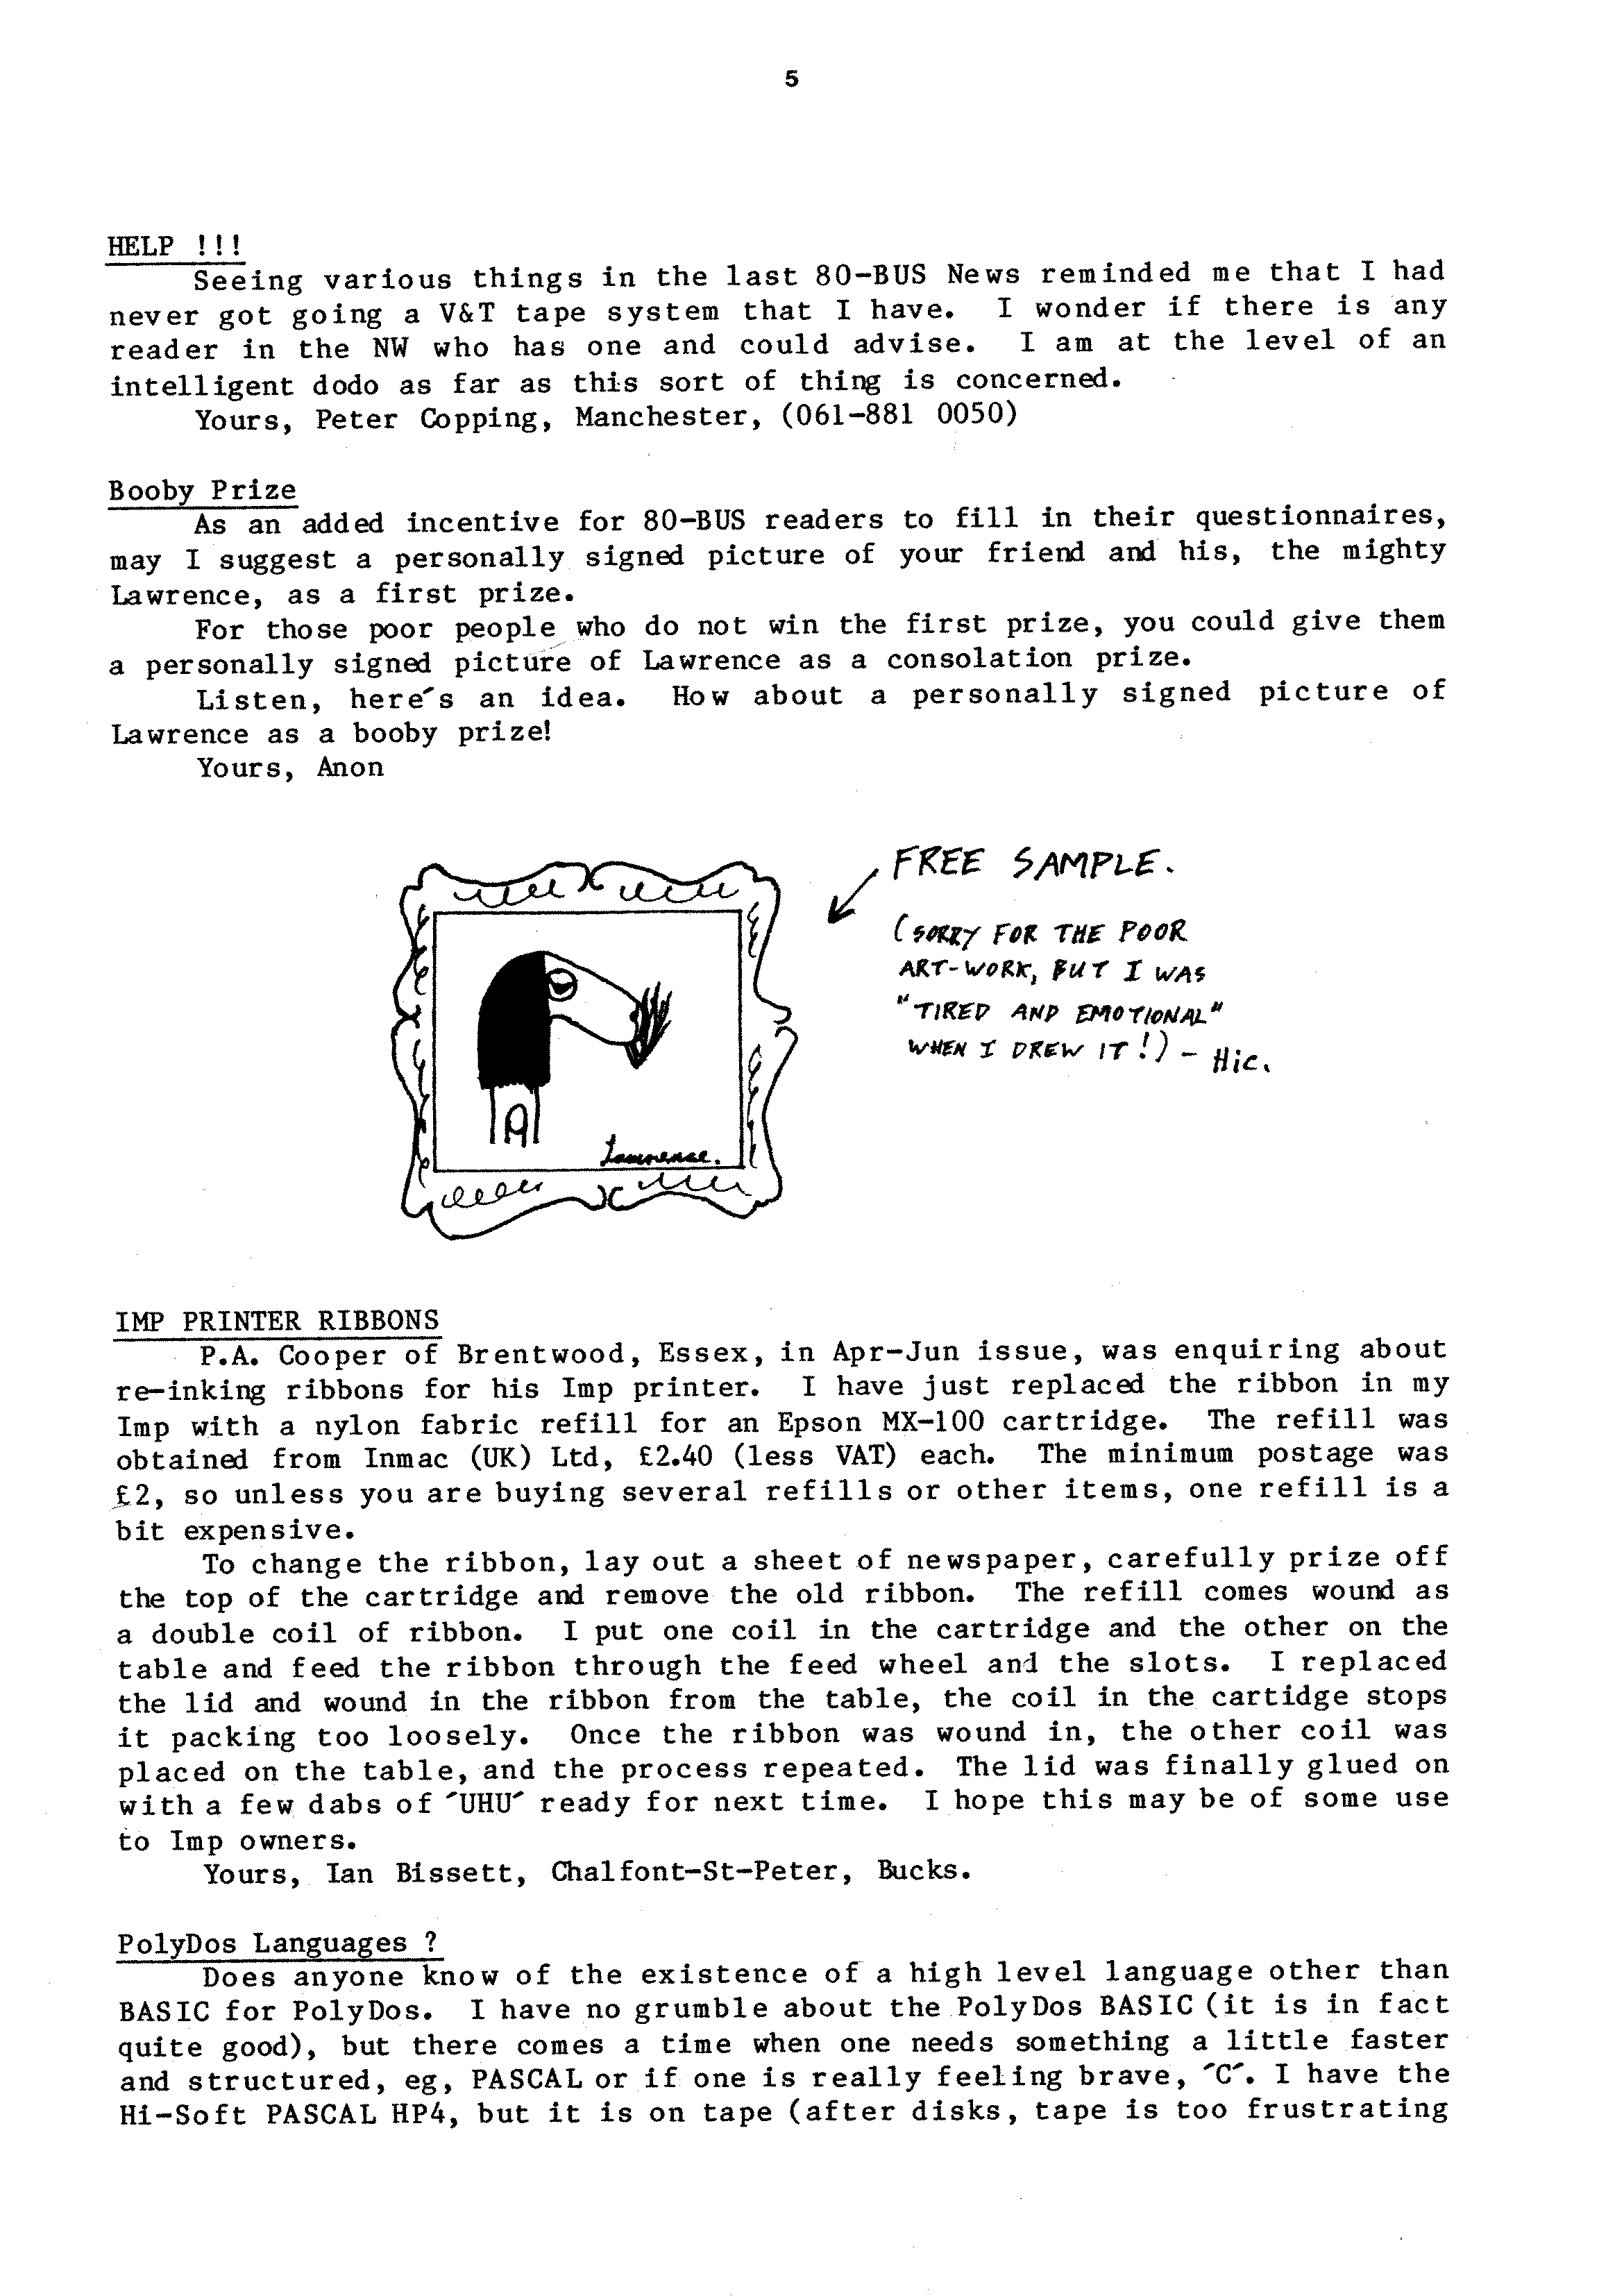 5
HELP !!!
Seeing various things in the last 80-BUS News reminded me that I had
never got going a V&T tape system that I have. I wonder if there is any
reader in the NW who has one and could advise. I am at the level of an
intelligent dodo as far as this sort of thing is concerned.
Yours, Peter Copping, Manchester, (061-881 0050)
Booby Prize
As an added incentive for 80-BUS readers to fill in their questionnaires,
may I suggest a personally signed picture of your friend and his, the mighty
Lawrence, as a first prize.
For those poor people who do not win the first prize, you could give them
a personally signed picture of Lawrence as a consolation prize.
Listen, here's an idea. How about a personally signed picture of
Lawrence as a booby prize!
Yours, Anon
FREE SAMPLE.
(SORRY FOR THE POOR
ART-WORK, BUT I WAS
"TIRED AND EMOTIONAL"
WHEN I DREW IT!) - Hic.
Lawrence.
IMP PRINTER RIBBONS
P.A. Cooper of Brentwood, Essex, in Apr-Jun issue, was enquiring about
re-inking ribbons for his Imp printer. I have just replaced the ribbon in my
Imp with a nylon fabric refill for an Epson MX-100 cartridge. The refill was
obtained from Inmac (UK) Ltd, £2.40 (less VAT) each. The minimum postage was
£2, so unless you are buying several refills or other items, one refill is a
bit expensive.
To change the ribbon, lay out a sheet of newspaper, carefully prize off
the top of the cartridge and remove the old ribbon. The refill comes wound as
a double coil of ribbon. I put one coil in the cartridge and the other on the
table and feed the ribbon through the feed wheel and the slots. I replaced
the lid and wound in the ribbon from the table, the coil in the cartidge stops
it packing too loosely. Once the ribbon was wound in, the other coil was
placed on the table, and the process repeated. The lid was finally glued on
with a few dabs of 'UHU' ready for next time. I hope this may be of some use
to Imp owners.
Yours, Ian Bissett, Chalfont-St-Peter, Bucks.
PolyDos Languages ?
Does anyone know of the existence of a high level language other than
BASIC for PolyDos. I have no grumble about the PolyDos BASIC (it is in fact
quite good), but there comes a time when one needs something a little faster
and structured, eg, PASCAL or if one is really feeling brave, 'C'. I have the
Hi-Soft PASCAL HP4, but it is on tape (after disks, tape is too frustrating